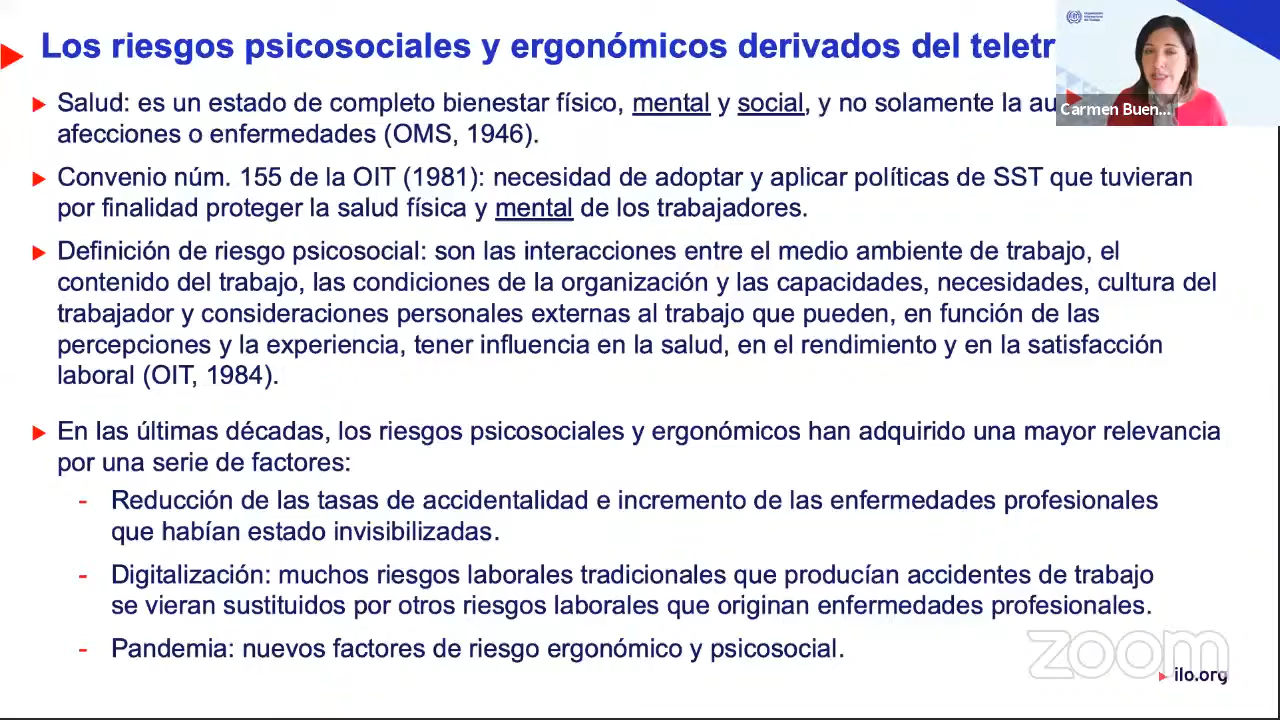 Los riesgos psicosociales y ergonómicos derivados del teletr
Organización
Internacional
del Trabajo
Carmen Buen...
Salud: es un estado de completo bienestar físico, mental y social, y no solamente la au
afecciones o enfermedades (OMS, 1946).
Convenio núm. 155 de la OIT (1981): necesidad de adoptar y aplicar políticas de SST que tuvieran
por finalidad proteger la salud física y mental de los trabajadores.
Definición de riesgo psicosocial: son las interacciones entre el medio ambiente de trabajo, el
contenido del trabajo, las condiciones de la organización y las capacidades, necesidades, cultura del
trabajador y consideraciones personales externas al trabajo que pueden, en función de las
percepciones y la experiencia, tener influencia en la salud, en el rendimiento y en la satisfacción
laboral (OIT, 1984).
En las últimas décadas, los riesgos psicosociales y ergonómicos han adquirido una mayor relevancia
por una serie de factores:
- Reducción de las tasas de accidentalidad e incremento de las enfermedades profesionales
que habían estado invisibilizadas.
- Digitalización: muchos riesgos laborales tradicionales que producían accidentes de trabajo
se vieran sustituidos por otros riesgos laborales que originan enfermedades profesionales.
- Pandemia: nuevos factores de riesgo ergonómico y psicosocial.
zoom
ilo.org